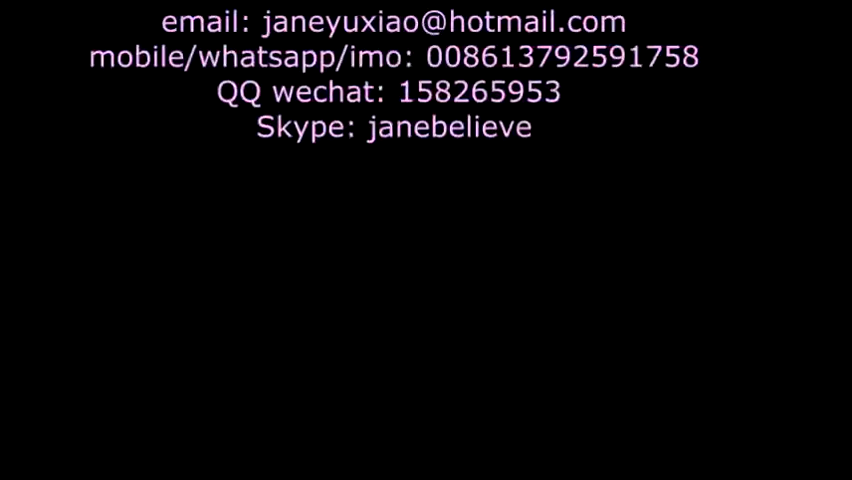 email: janeyuxiao@hotmail.com
mobile/whatsapp/imo: 008613792591758
QQ wechat: 158265953
Skype: janebelieve